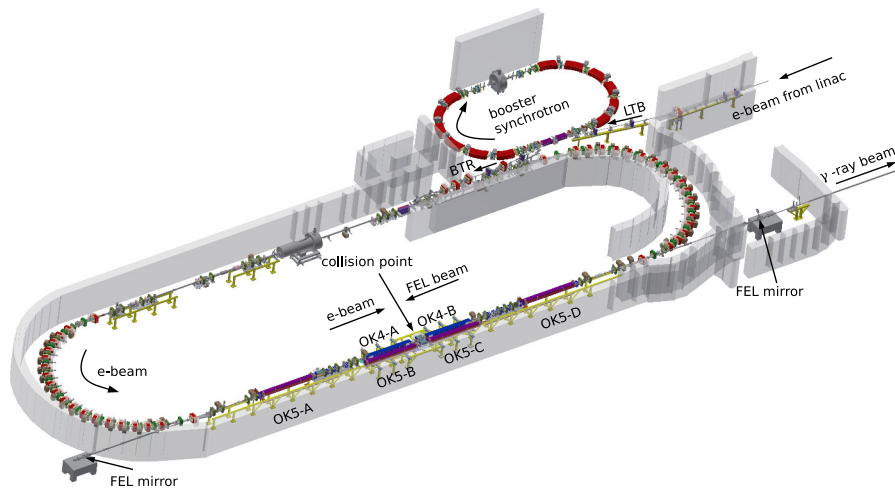 e-beam from linac
LTB
booster
synchrotron
BTR
γ -ray beam
collision point
FEL beam
e-beam
FEL mirror
OK4-B
OK4-A
OK5-D
OK5-C
e-beam
OK5-B
OK5-A
FEL mirror